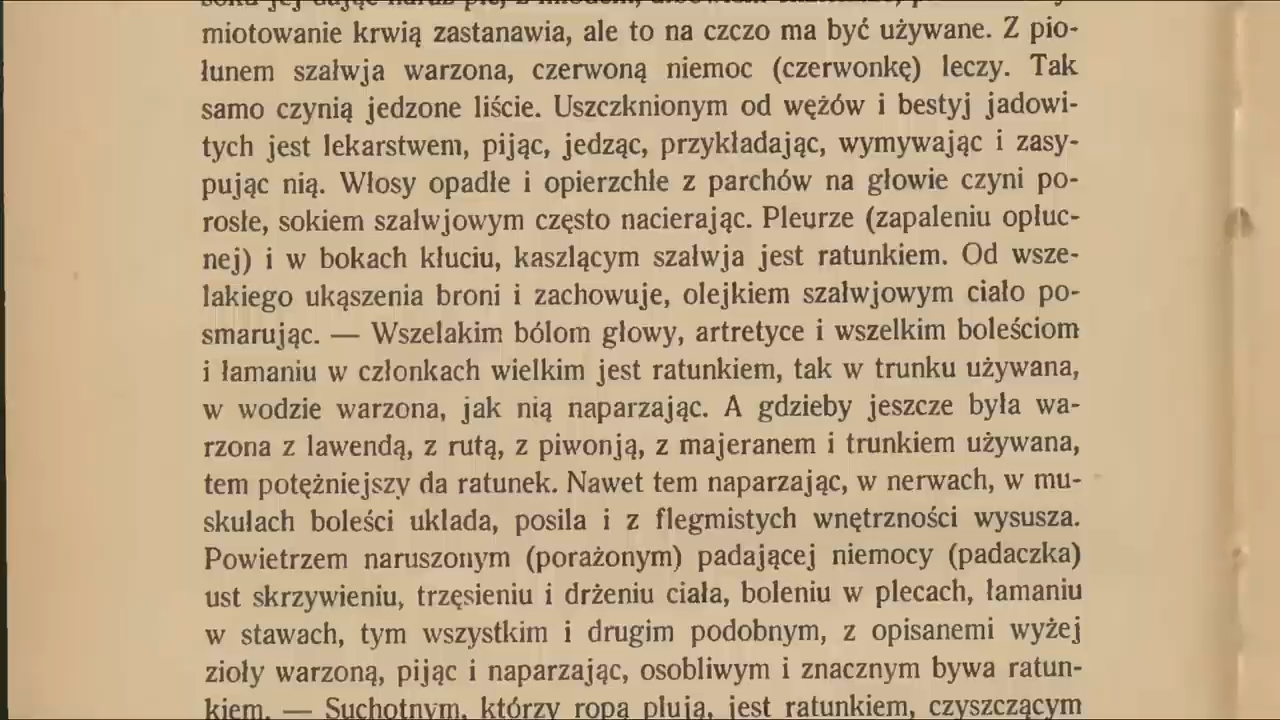 miotowanie krwią zastanawia, ale to na czczo ma być używane. Z pio-
łunem szałwja warzona, czerwoną niemoc (czerwonkę) leczy. Tak
samo czynią jedzone liście. Uszczknionym od wężów i bestyj jadowi-
tych jest lekarstwem, pijąc, jedząc, przykładając, wymywając i zasy-
pując nią. Włosy opadłe i opierzchłe z parchów na głowie czyni po-
rosłe, sokiem szałwjowym często nacierając. Pleurze (zapaleniu opłuc-
nej) i w bokach kłuciu, kaszlącym szałwja jest ratunkiem. Od wsze-
lakiego ukąszenia broni i zachowuje, olejkiem szałwjowym ciało po-
smarując. — Wszelakim bólom głowy, artretyce i wszelkim boleściom
i łamaniu w członkach wielkim jest ratunkiem, tak w trunku używana,
w wodzie warzona, jak nią naparzając. A gdzieby jeszcze była wa-
rzona z lawendą, z rutą, z piwonją, z majeranem i trunkiem używana,
tem potężniejszy da ratunek. Nawet tem naparzając, w nerwach, w mu-
skułach boleści układa, posila i z flegmistych wnętrzności wysusza.
Powietrzem naruszonym (porażonym) padającej niemocy (padaczka)
ust skrzywieniu, trzęsieniu i drżeniu ciała, boleniu w plecach, łamaniu
w stawach, tym wszystkim i drugim podobnym, z opisanemi wyżej
zioły warzoną, pijąc i naparzając, osobliwym i znacznym bywa ratun-
kiem. — Suchotnym, którzy ropą plują, jest ratunkiem, czyszczącym